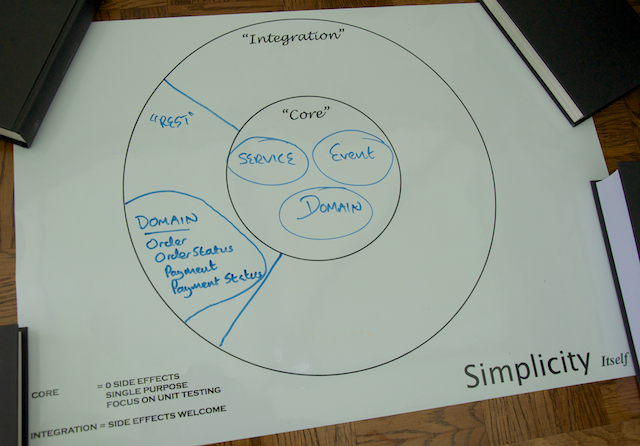 "Integration"
"REST"
"Core"
SERVICE
Event
DOMAIN
DOMAIN
Order
OrderStatus
Payment
Payment Status
CORE = 0 SIDE EFFECTS
SINGLE PURPOSE
FOCUS ON UNIT TESTING
INTEGRATION = SIDE EFFECTS WELCOME
Simplicity Itself